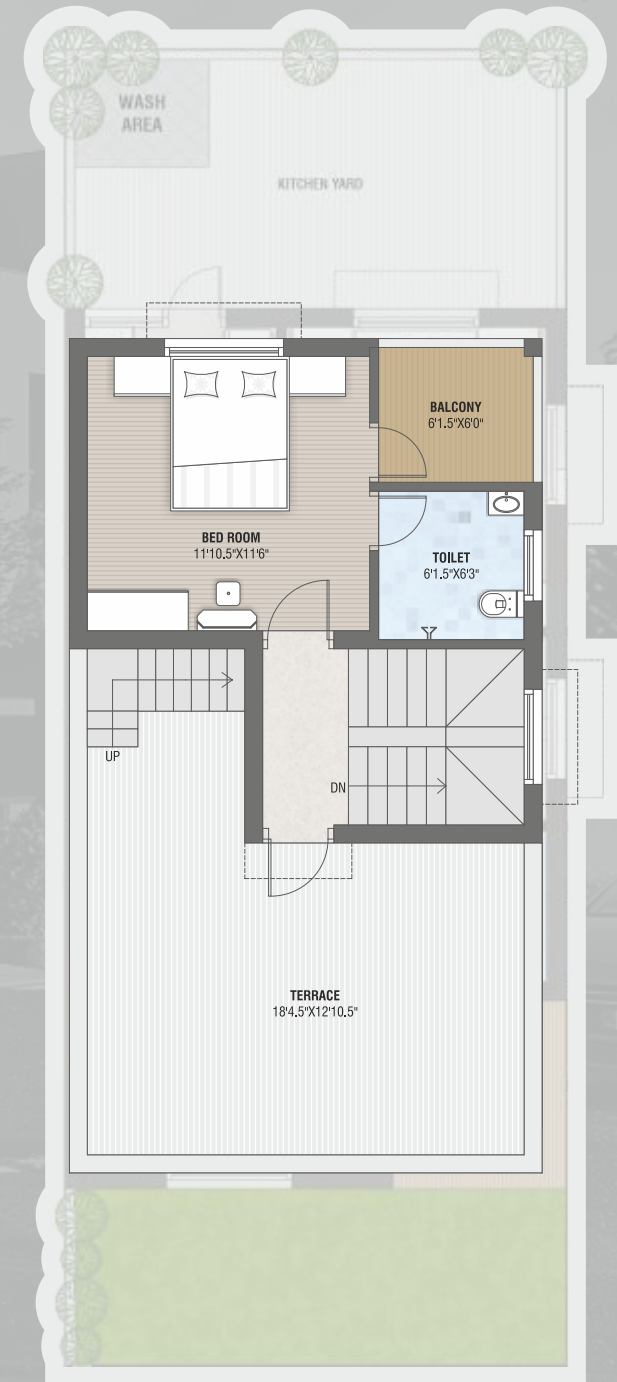 WASH
AREA
KITCHEN YARD
BALCONY
6'1.5"X6'0"
BED ROOM
11'10.5"X11'6"
TOILET
6'1.5"X6'3"
UP
DN
TERRACE
18'4.5"X12'10.5"